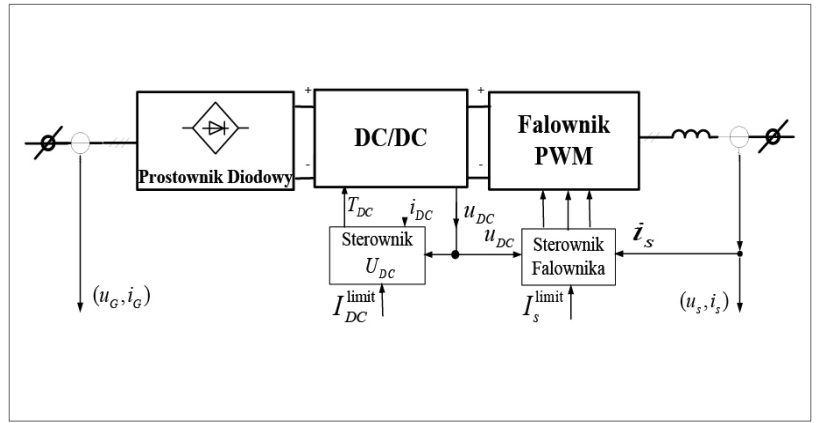 +
+
-
-
DC/DC
Falownik
PWM
Prostownik Diodowy
T_DC
i_DC
u_DC
u_DC
Sterownik
U_DC
Sterownik
Falownika
i_s
(u_G, i_G)
I_DC^limit
I_s^limit
(u_s, i_s)